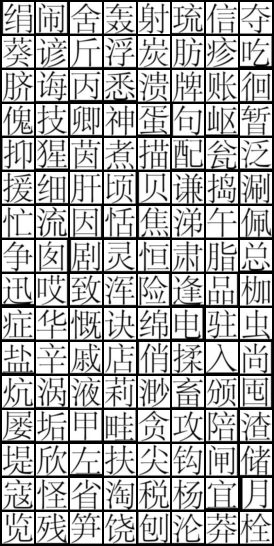 绢闹舍轰射琉信夺
葵谚斤浮炭肪疹吃
脐诲丙悉溃牌账徊
傀技卿神蛋句岖暂
抑猩茵煮描配瓮泛
援细肝顷贝谦捣涮
忙流因恬焦涕午佩
争囱剧灵恒肃脂总
迅哎致浑险逢品枷
症华慨诀绵电驻虫
盐辛戚店俏揉入尚
炕涡液莉渺畜颁囤
屡垢甲畦贪攻陪渣
堤欣左扶尖钩闸储
寇怪省淘税杨宜月
览残笄饶刨沦莽栓